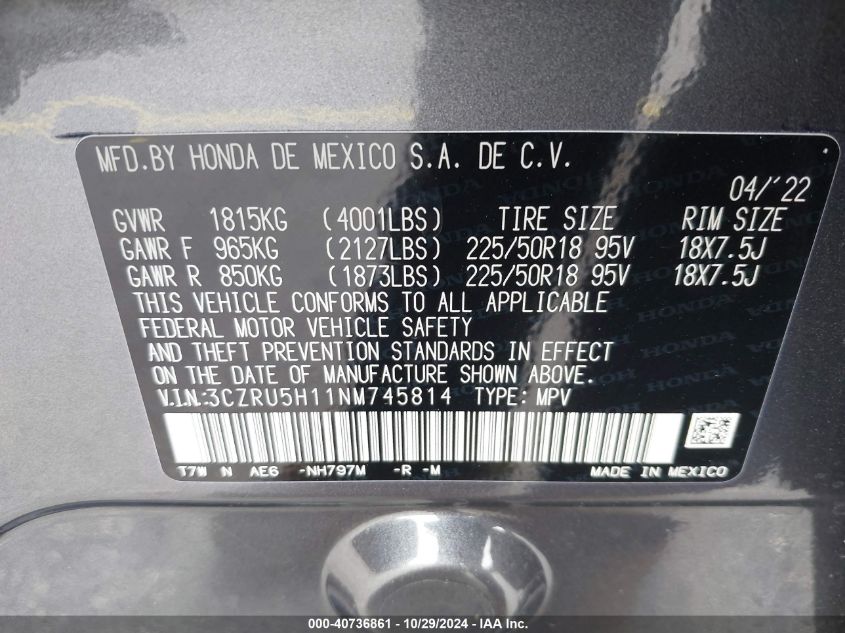 MFD.BY HONDA DE MEXICO S.A. DE C.V.
04/'22
GVWR 1815KG (4001LBS) TIRE SIZE RIM SIZE
GAWR F 965KG (2127LBS) 225/50R18 95V 18X7.5J
GAWR R 850KG (1873LBS) 225/50R18 95V 18X7.5J
THIS VEHICLE CONFORMS TO ALL APPLICABLE
FEDERAL MOTOR VEHICLE SAFETY
AND THEFT PREVENTION STANDARDS IN EFFECT
ON THE DATE OF MANUFACTURE SHOWN ABOVE.
V.I.N.:3CZRU5H11NM745814 TYPE: MPV
T7W N AE6 -NH797M -R -M MADE IN MEXICO
000-40736861 - 10/29/2024 - IAA Inc.